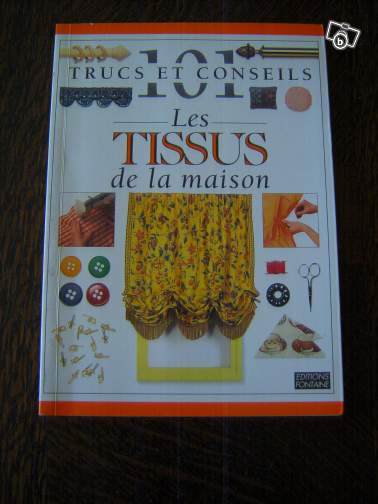 101
TRUCS ET CONSEILS
Les
TISSUS
de la maison
EDITIONS
FONTAINE
b